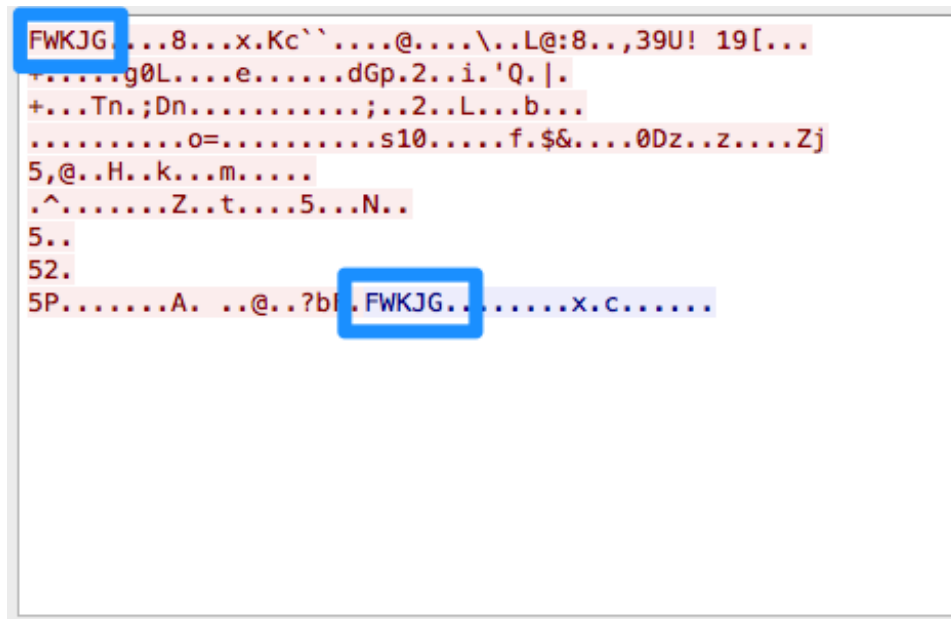 FWKJG....8...x.Kc``....@....\..L@:8..,39U! 19[...
+.....g0L....e......dGp.2..i.'Q.|.
+...Tn.;Dn...........;..2..L...b...
..........o=..........s10.....f.$&....0Dz..z....Zj
5,@..H..k...m.....
.^.......Z..t....5...N..
5..
52.
5P.......A. ..@..?bF.FWKJG........x.c......